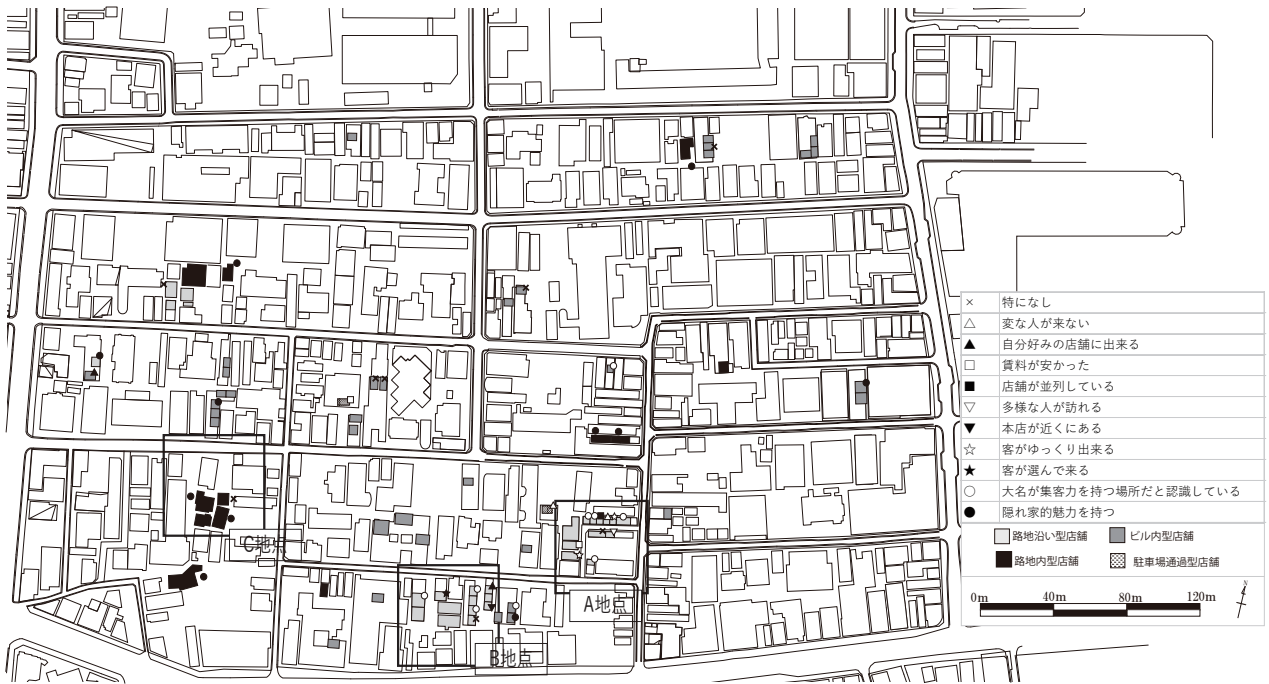 × 特になし
△ 変な人が来ない
▲ 自分好みの店舗に出来る
□ 賃料が安かった
■ 店舗が並列している
▽ 多様な人が訪れる
▼ 本店が近くにある
☆ 客がゆっくり出来る
★ 客が選んで来る
○ 大名が集客力を持つ場所だと認識している
● 隠れ家的魅力を持つ
路地沿い型店舗 ビル内型店舗
路地内型店舗 駐車場通過型店舗
0m 40m 80m 120m
N
C地点
A地点
B地点